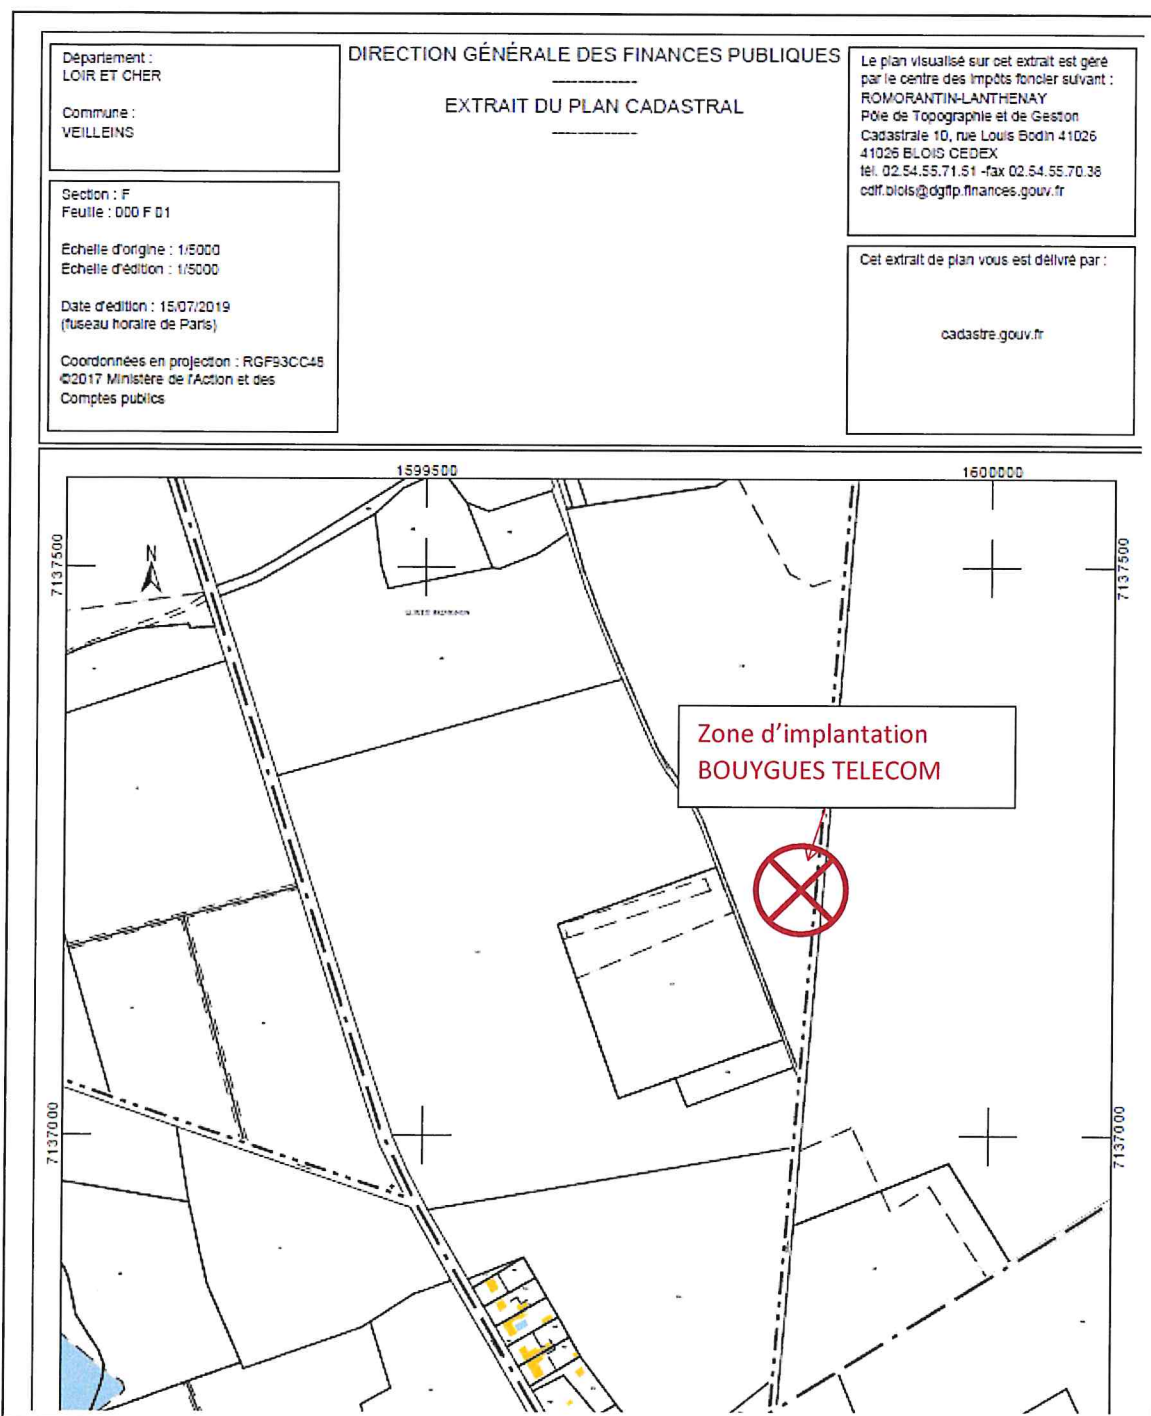 Département :
LOIR ET CHER
Commune :
VEILLEINS
Section : F
Feuille : 000 F 01
Échelle d'origine : 1/5000
Échelle d'édition : 1/5000
Date d'édition : 15/07/2019
(fuseau horaire de Paris)
Coordonnées en projection : RGF93CC48
©2017 Ministère de l'Action et des
Comptes publics
DIRECTION GÉNÉRALE DES FINANCES PUBLIQUES
-------------
EXTRAIT DU PLAN CADASTRAL
-------------
Le plan visualisé sur cet extrait est géré
par le centre des impôts foncier suivant :
ROMORANTIN-LANTHENAY
Pôle de Topographie et de Gestion
Cadastrale 10, rue Louis Bodin 41026
41026 BLOIS CEDEX
tél. 02.54.55.71.51 -fax 02.54.55.70.38
cdif.blois@dgfip.finances.gouv.fr
Cet extrait de plan vous est délivré par :
cadastre.gouv.fr
1599500
1600000
7137500
7137500
N
Zone d'implantation
BOUYGUES TELECOM
7137000
7137000